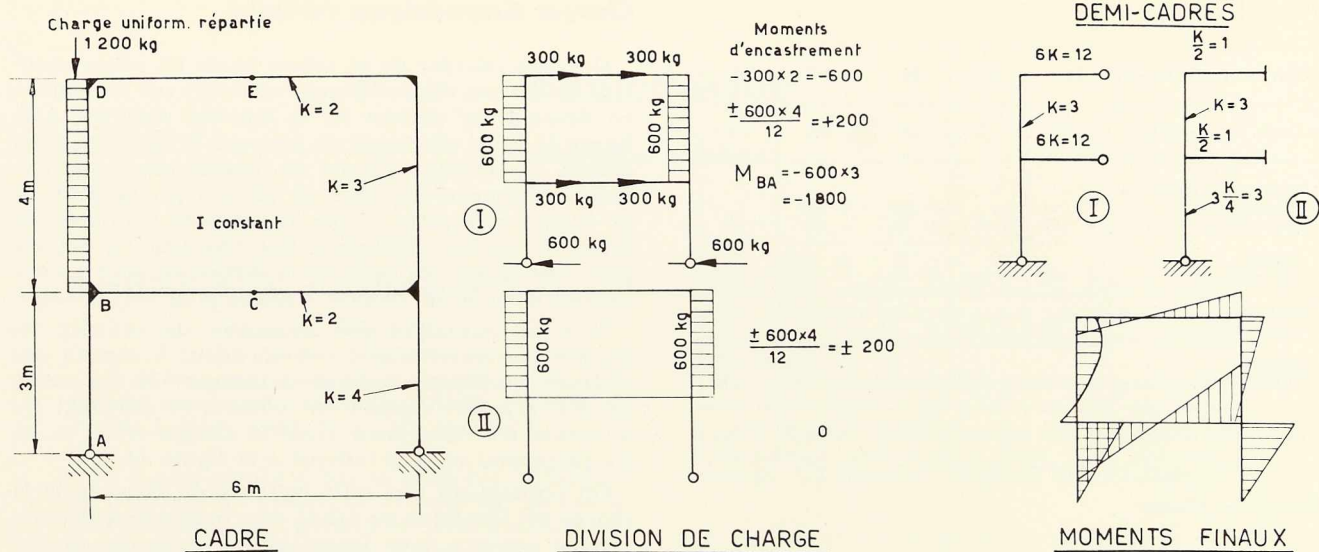 Charge uniform. répartie
1 200 kg
D
E
K=2
4m
K=3
I constant
B
C
K=2
3m
K=4
A
6 m
CADRE
300 kg
300 kg
600 kg
600 kg
300 kg
300 kg
I
600 kg
600 kg
600 kg
600 kg
II
DIVISION DE CHARGE
Moments
d'encastrement
-300×2=-600
± 600×4
12
=+200
M BA = -600×3
= -1800
± 600×4
12
= ± 200
0
DEMI-CADRES
6K=12
K=3
6K=12
I
K/2 =1
K=3
K/2 =1
3 K/4 =3
II
MOMENTS FINAUX